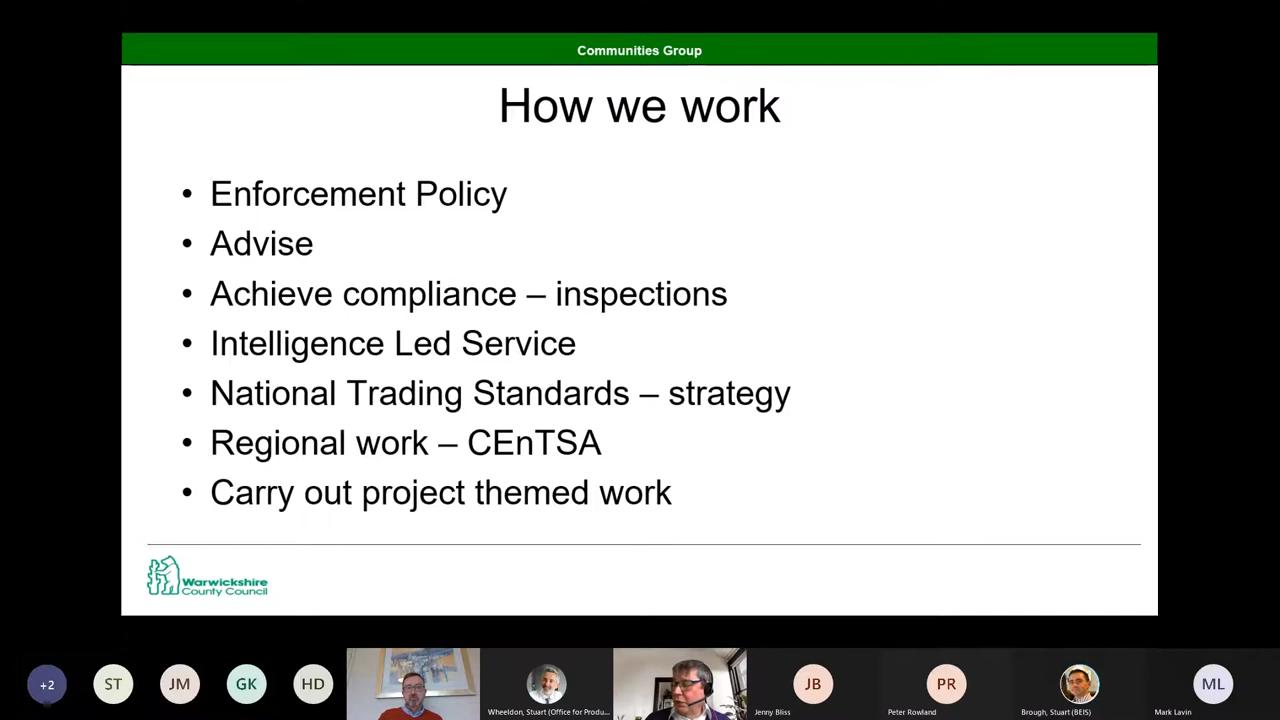 Communities Group
How we work
• Enforcement Policy
• Advise
• Achieve compliance – inspections
• Intelligence Led Service
• National Trading Standards – strategy
• Regional work – CEnTSA
• Carry out project themed work
Warwickshire
County Council
+2
ST
JM
GK
HD
Wheeldon, Stuart (Office for Produ...
JB
Jenny Bliss
PR
Peter Rowland
Brough, Stuart (BEIS)
ML
Mark Lavin